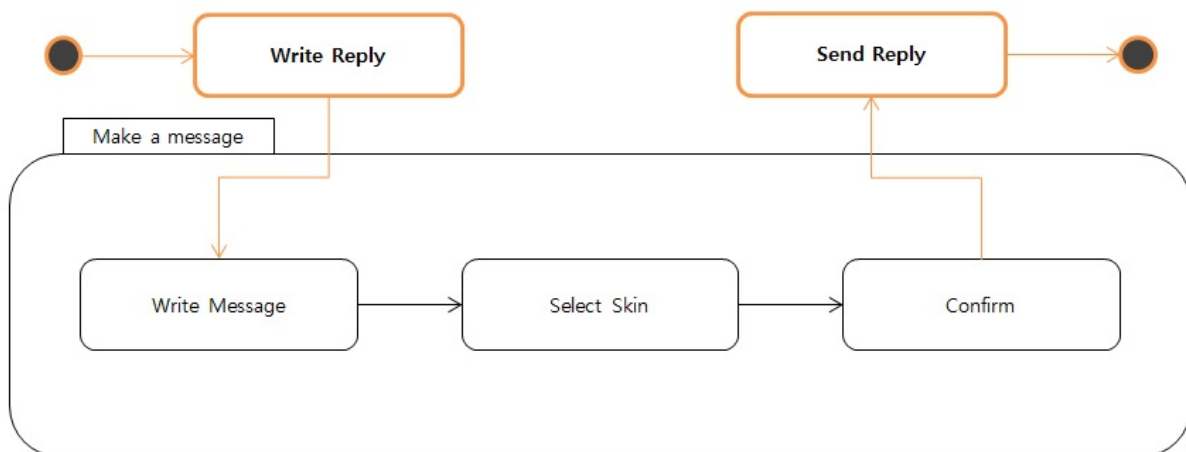 Write Reply
Send Reply
Make a message
Write Message
Select Skin
Confirm